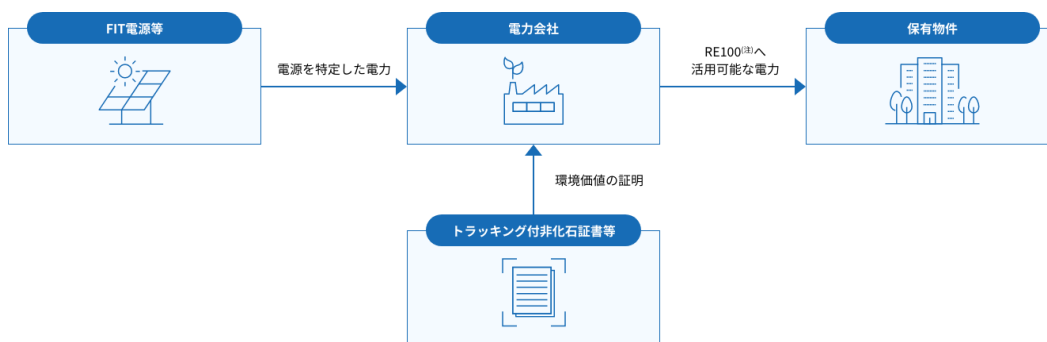 FIT電源等
電力会社
保有物件
電源を特定した電力
RE100(注)へ
活用可能な電力
環境価値の証明
トラッキング付非化石証書等